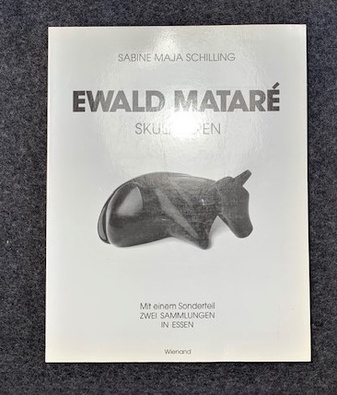 SABINE MAJA SCHILLING
EWALD MATARÉ
Mit einem Sonderteil
ZWEI SAMMLUNGEN
IN ESSEN
Wienand